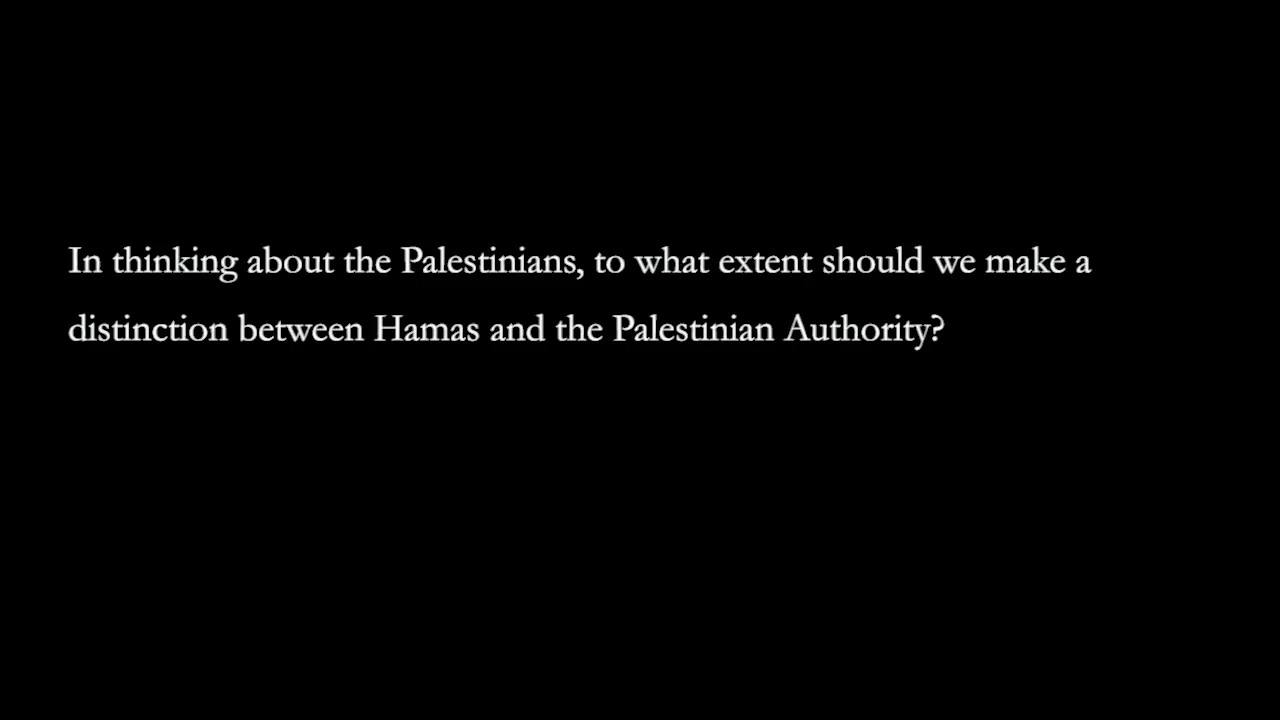 In thinking about the Palestinians, to what extent should we make a
distinction between Hamas and the Palestinian Authority?